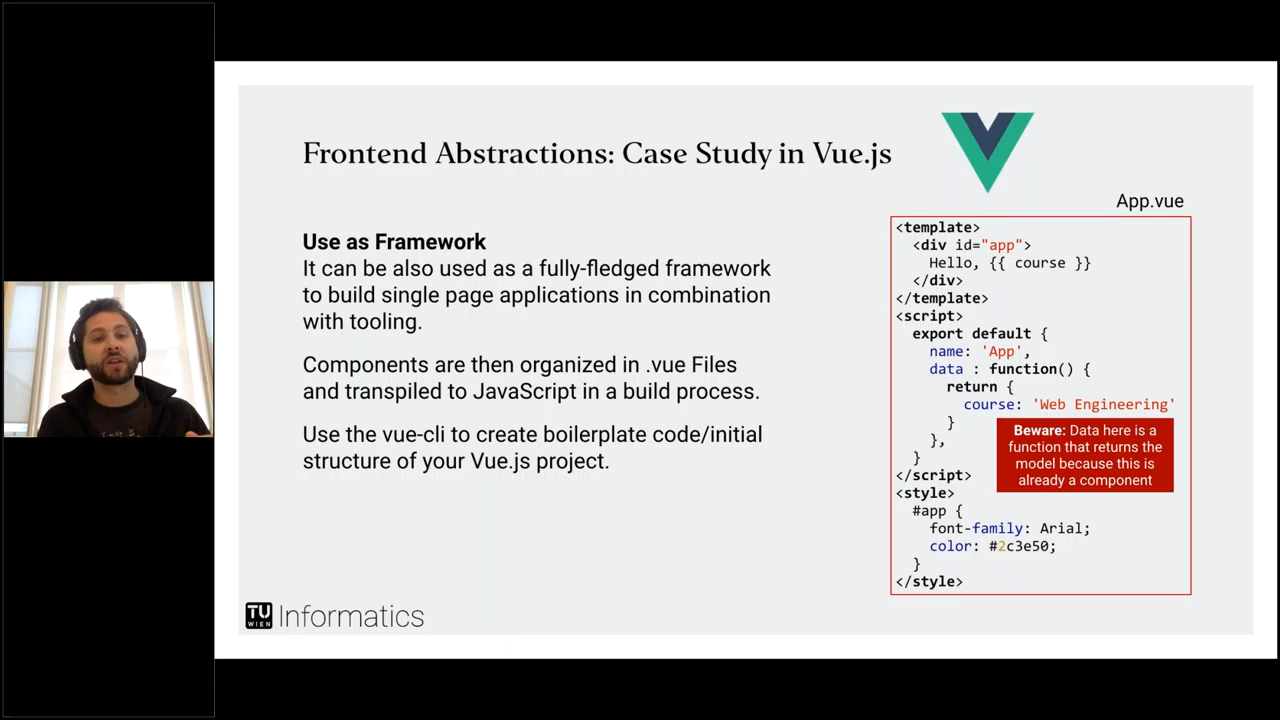 Frontend Abstractions: Case Study in Vue.js
App.vue
Use as Framework
It can be also used as a fully-fledged framework
to build single page applications in combination
with tooling.
Components are then organized in .vue Files
and transpiled to JavaScript in a build process.
Use the vue-cli to create boilerplate code/initial
structure of your Vue.js project.
<template>
<div id="app">
Hello, {{ course }}
</div>
</template>
<script>
export default {
name: 'App',
data : function() {
return {
course: 'Web Engineering'
}
},
}
</script>
<style>
#app {
font-family: Arial;
color: #2c3e50;
}
</style>
Beware: Data here is a
function that returns the
model because this is
already a component
TU
WIEN
Informatics